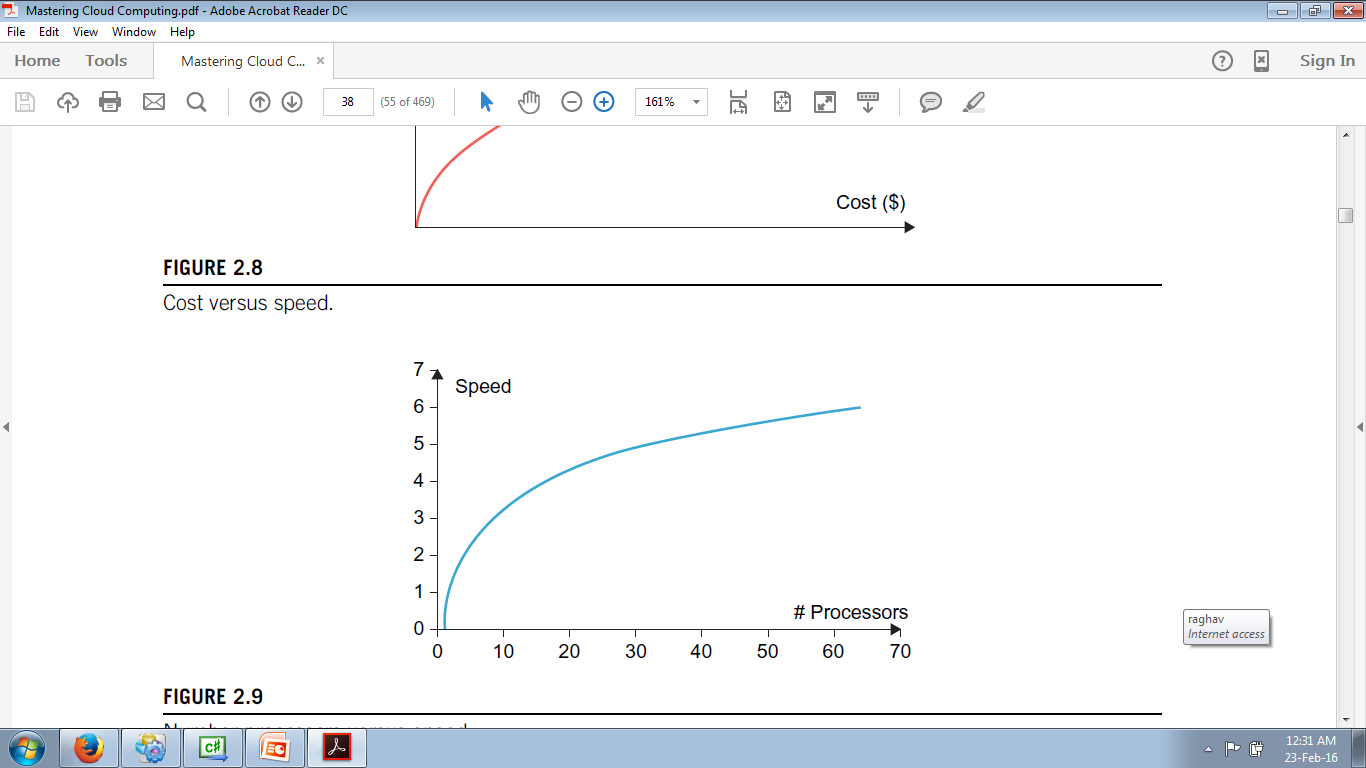 Mastering Cloud Computing.pdf - Adobe Acrobat Reader DC
File Edit View Window Help
Home Tools Mastering Cloud C... × ? Sign In
38 (55 of 469) 161%
Cost ($)
FIGURE 2.8
Cost versus speed.
7
Speed
6
5
4
3
2
1
# Processors
0
0 10 20 30 40 50 60 70
raghav
Internet access
FIGURE 2.9
C#
12:31 AM
23-Feb-16